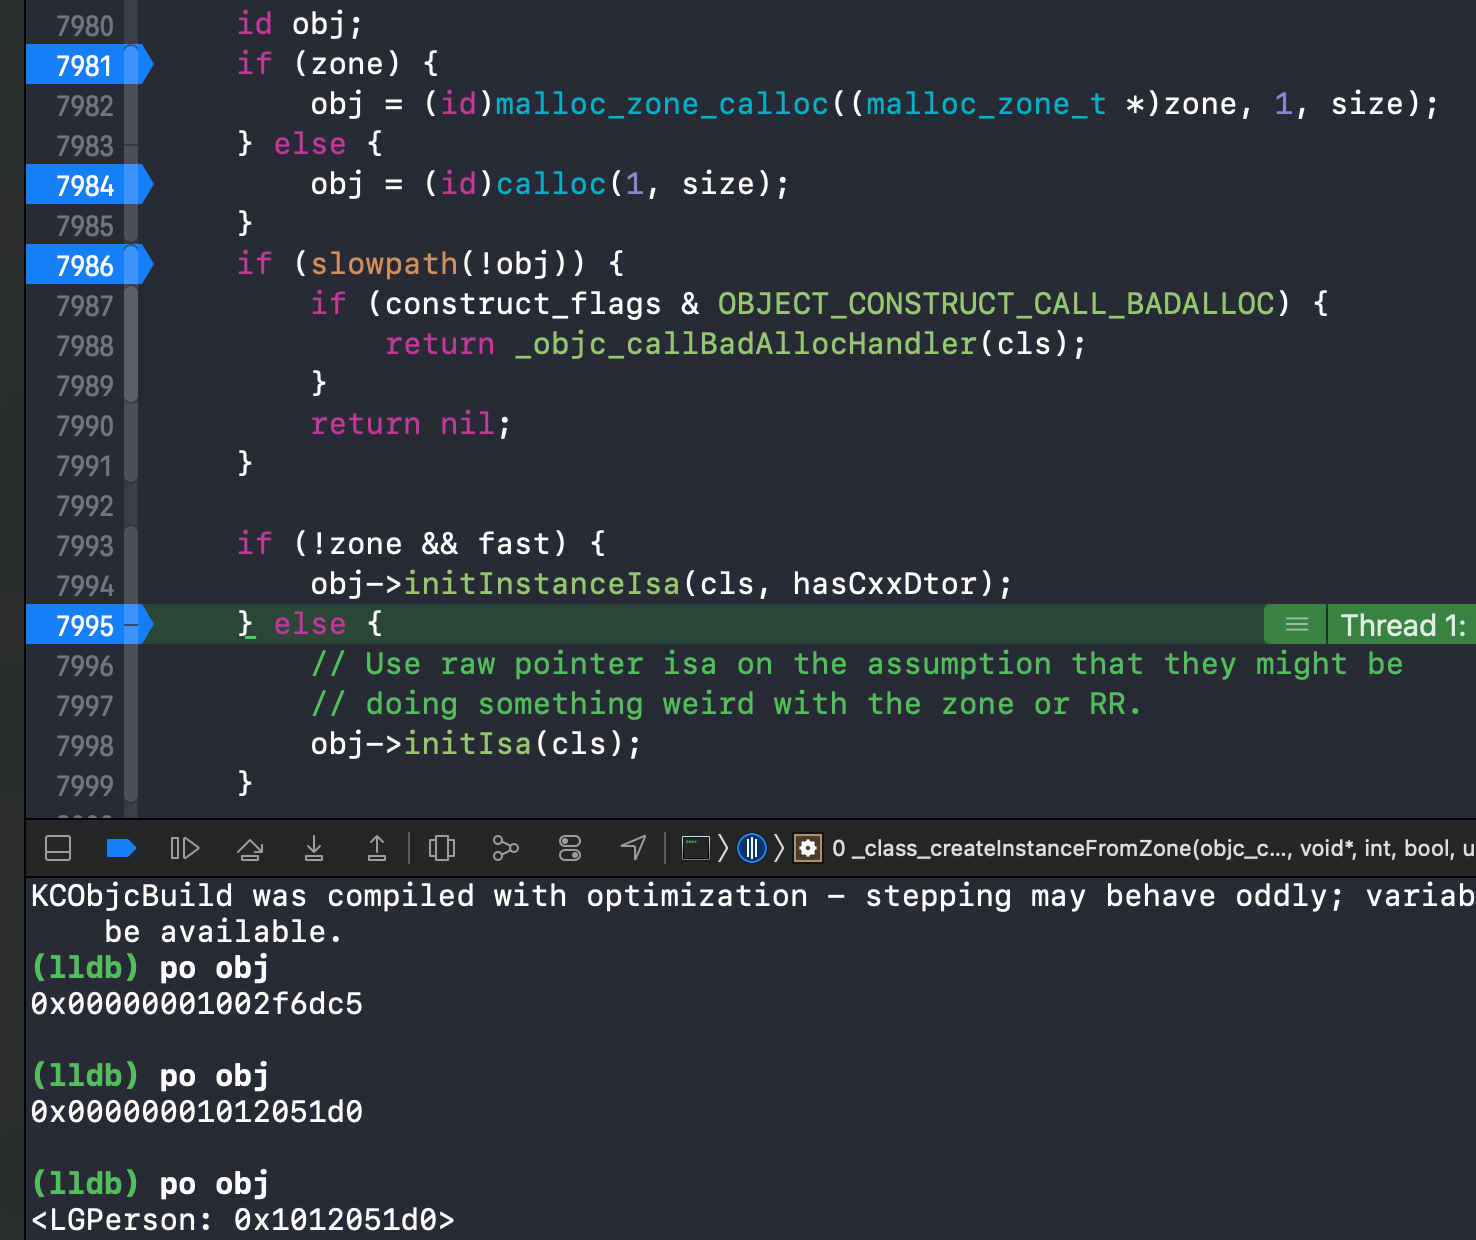 7980 id obj;
7981 if (zone) {
7982 obj = (id)malloc_zone_calloc((malloc_zone_t *)zone, 1, size);
7983 } else {
7984 obj = (id)calloc(1, size);
7985 }
7986 if (slowpath(!obj)) {
7987 if (construct_flags & OBJECT_CONSTRUCT_CALL_BADALLOC) {
7988 return _objc_callBadAllocHandler(cls);
7989 }
7990 return nil;
7991 }
7992
7993 if (!zone && fast) {
7994 obj->initInstanceIsa(cls, hasCxxDtor);
7995 } else { Thread 1:
7996 // Use raw pointer isa on the assumption that they might be
7997 // doing something weird with the zone or RR.
7998 obj->initIsa(cls);
7999 }
0 _class_createInstanceFromZone(objc_c..., void*, int, bool, u
KCObjcBuild was compiled with optimization – stepping may behave oddly; variab
be available.
(lldb) po obj
0x00000001002f6dc5
(lldb) po obj
0x00000001012051d0
(lldb) po obj
<LGPerson: 0x1012051d0>